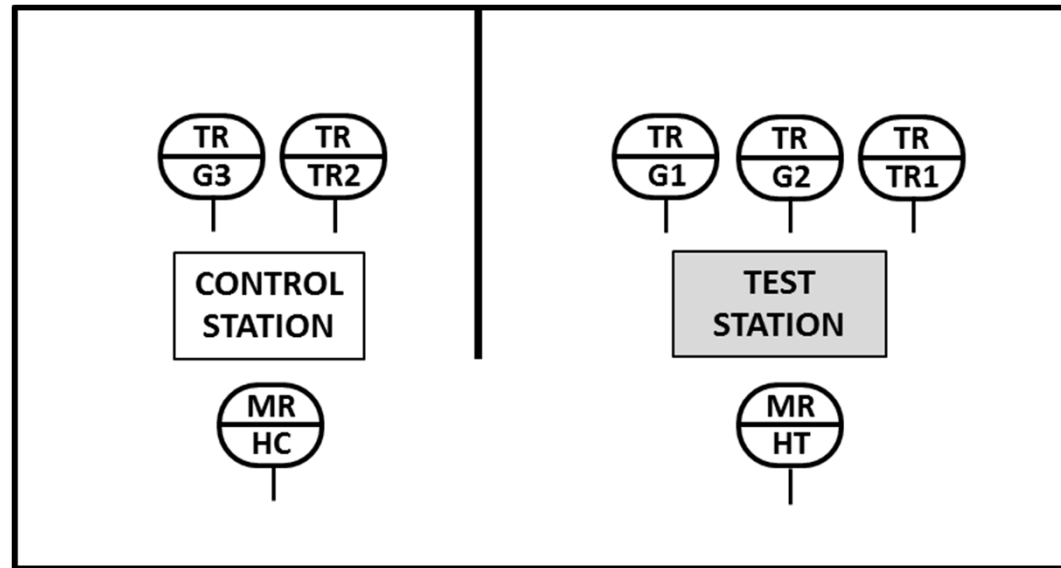 TR
G3
TR
TR2
TR
G1
TR
G2
TR
TR1
CONTROL
STATION
TEST
STATION
MR
HC
MR
HT